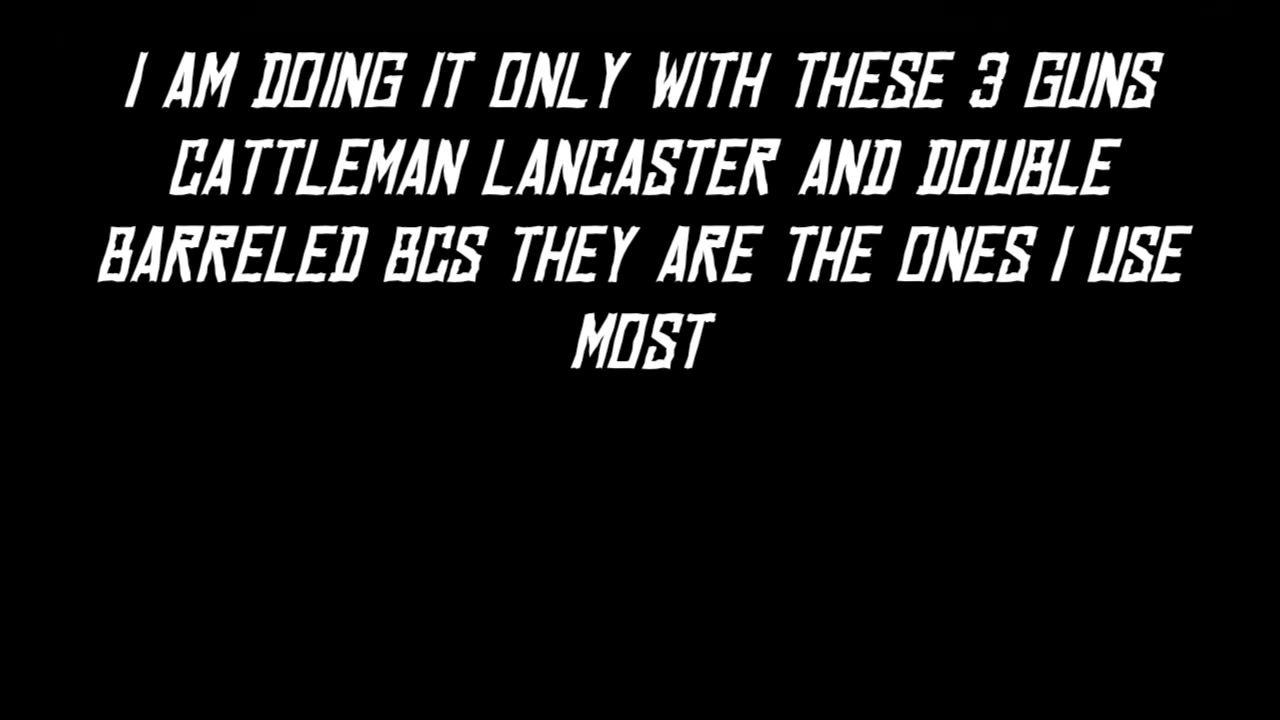 I AM DOING IT ONLY WITH THESE 3 GUNS
CATTLEMAN LANCASTER AND DOUBLE
BARRELED BCS THEY ARE THE ONES I USE
MOST